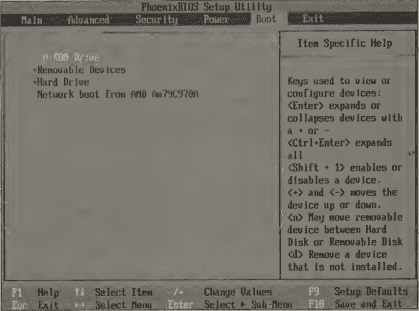 PhoenixBIOS Setup Utility
Main Advanced Security Power Boot Exit
-ROM Drive
+Removable Devices
+Hard Drive
Network boot from AMD Am79C970A
Item Specific Help
Keys used to view or
configure devices:
<Enter> expands or
collapses devices with
a + or -
<Ctrl+Enter> expands
all
<Shift + 1> enables or
disables a device.
<+> and <-> moves the
device up or down.
<n> May move removable
device between Hard
Disk or Removable Disk
<d> Remove a device
that is not installed.
F1 Help ↑↓ Select Item -/+ Change Values F9 Setup Defaults
Esc Exit ↔ Select Menu Enter Select ▶ Sub-Menu F10 Save and Exit